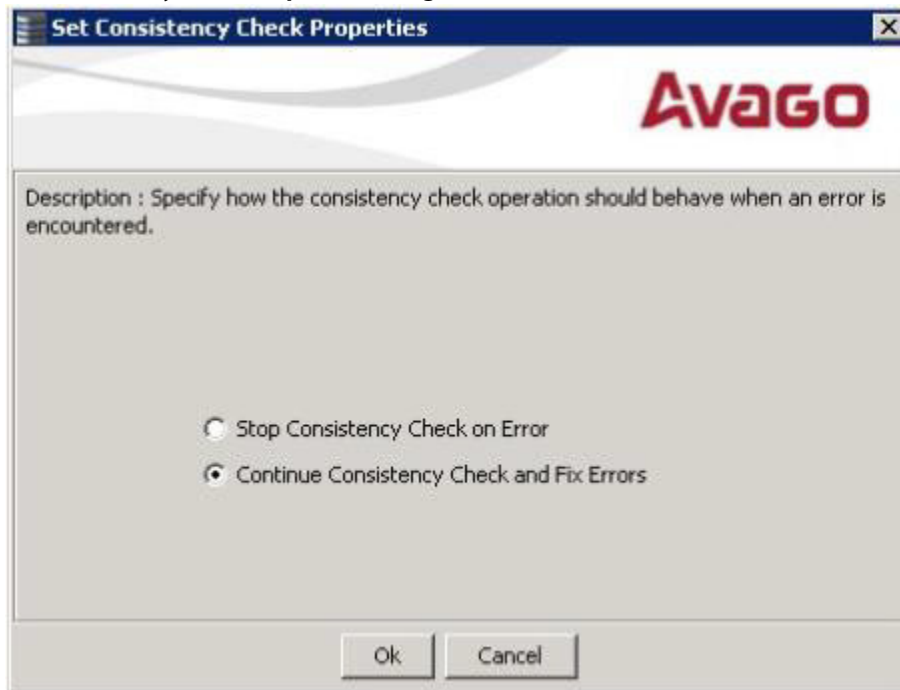 Set Consistency Check Properties
AVAGO
Description : Specify how the consistency check operation should behave when an error is
encountered.
Stop Consistency Check on Error
Continue Consistency Check and Fix Errors
Ok Cancel